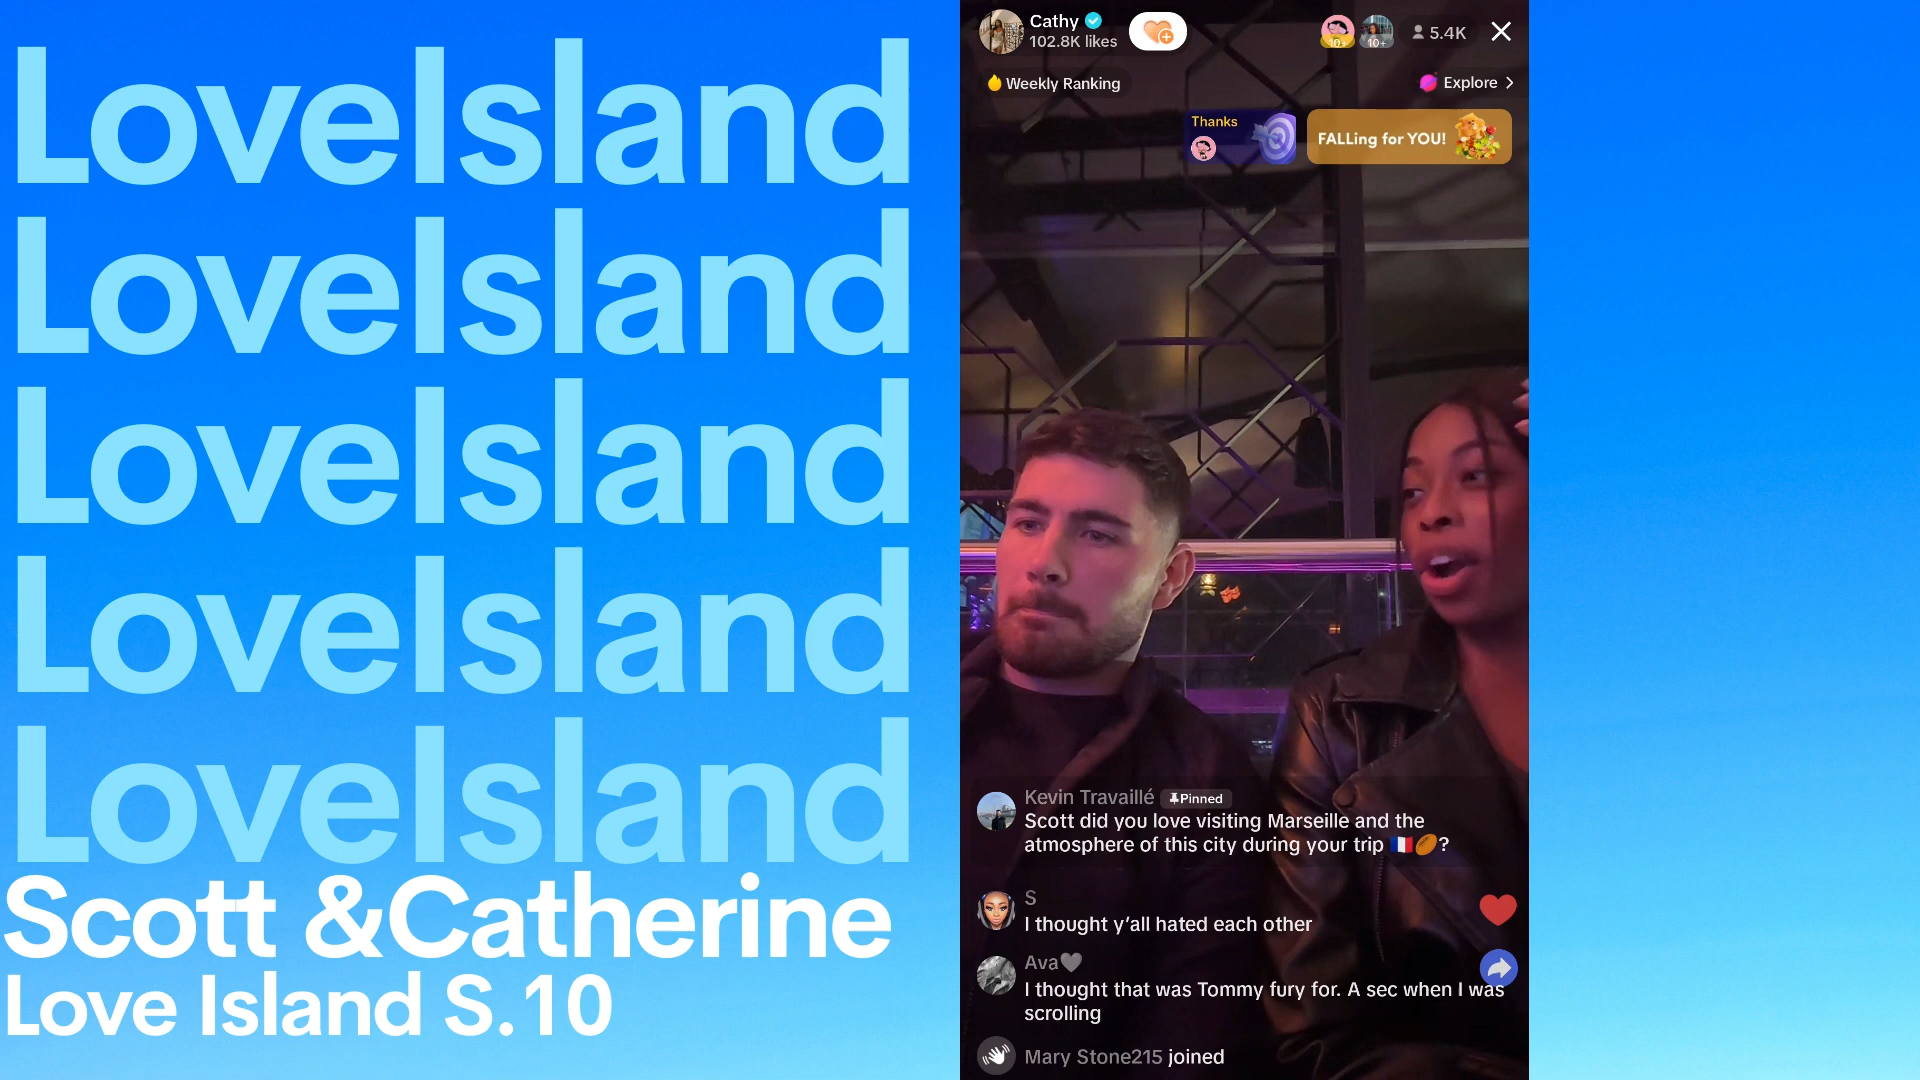 LoveIsland
LoveIsland
LoveIsland
LoveIsland
LoveIsland
Scott &Catherine
Love Island S.10
Cathy
102.8K likes
10+
10+
5.4K
Weekly Ranking
Explore
Thanks
FALLing for YOU!
Kevin Travaillé Pinned
Scott did you love visiting Marseille and the
atmosphere of this city during your trip 🇫🇷🏉?
S
I thought y’all hated each other
Ava🖤
I thought that was Tommy fury for. A sec when I was
scrolling
Mary Stone215 joined